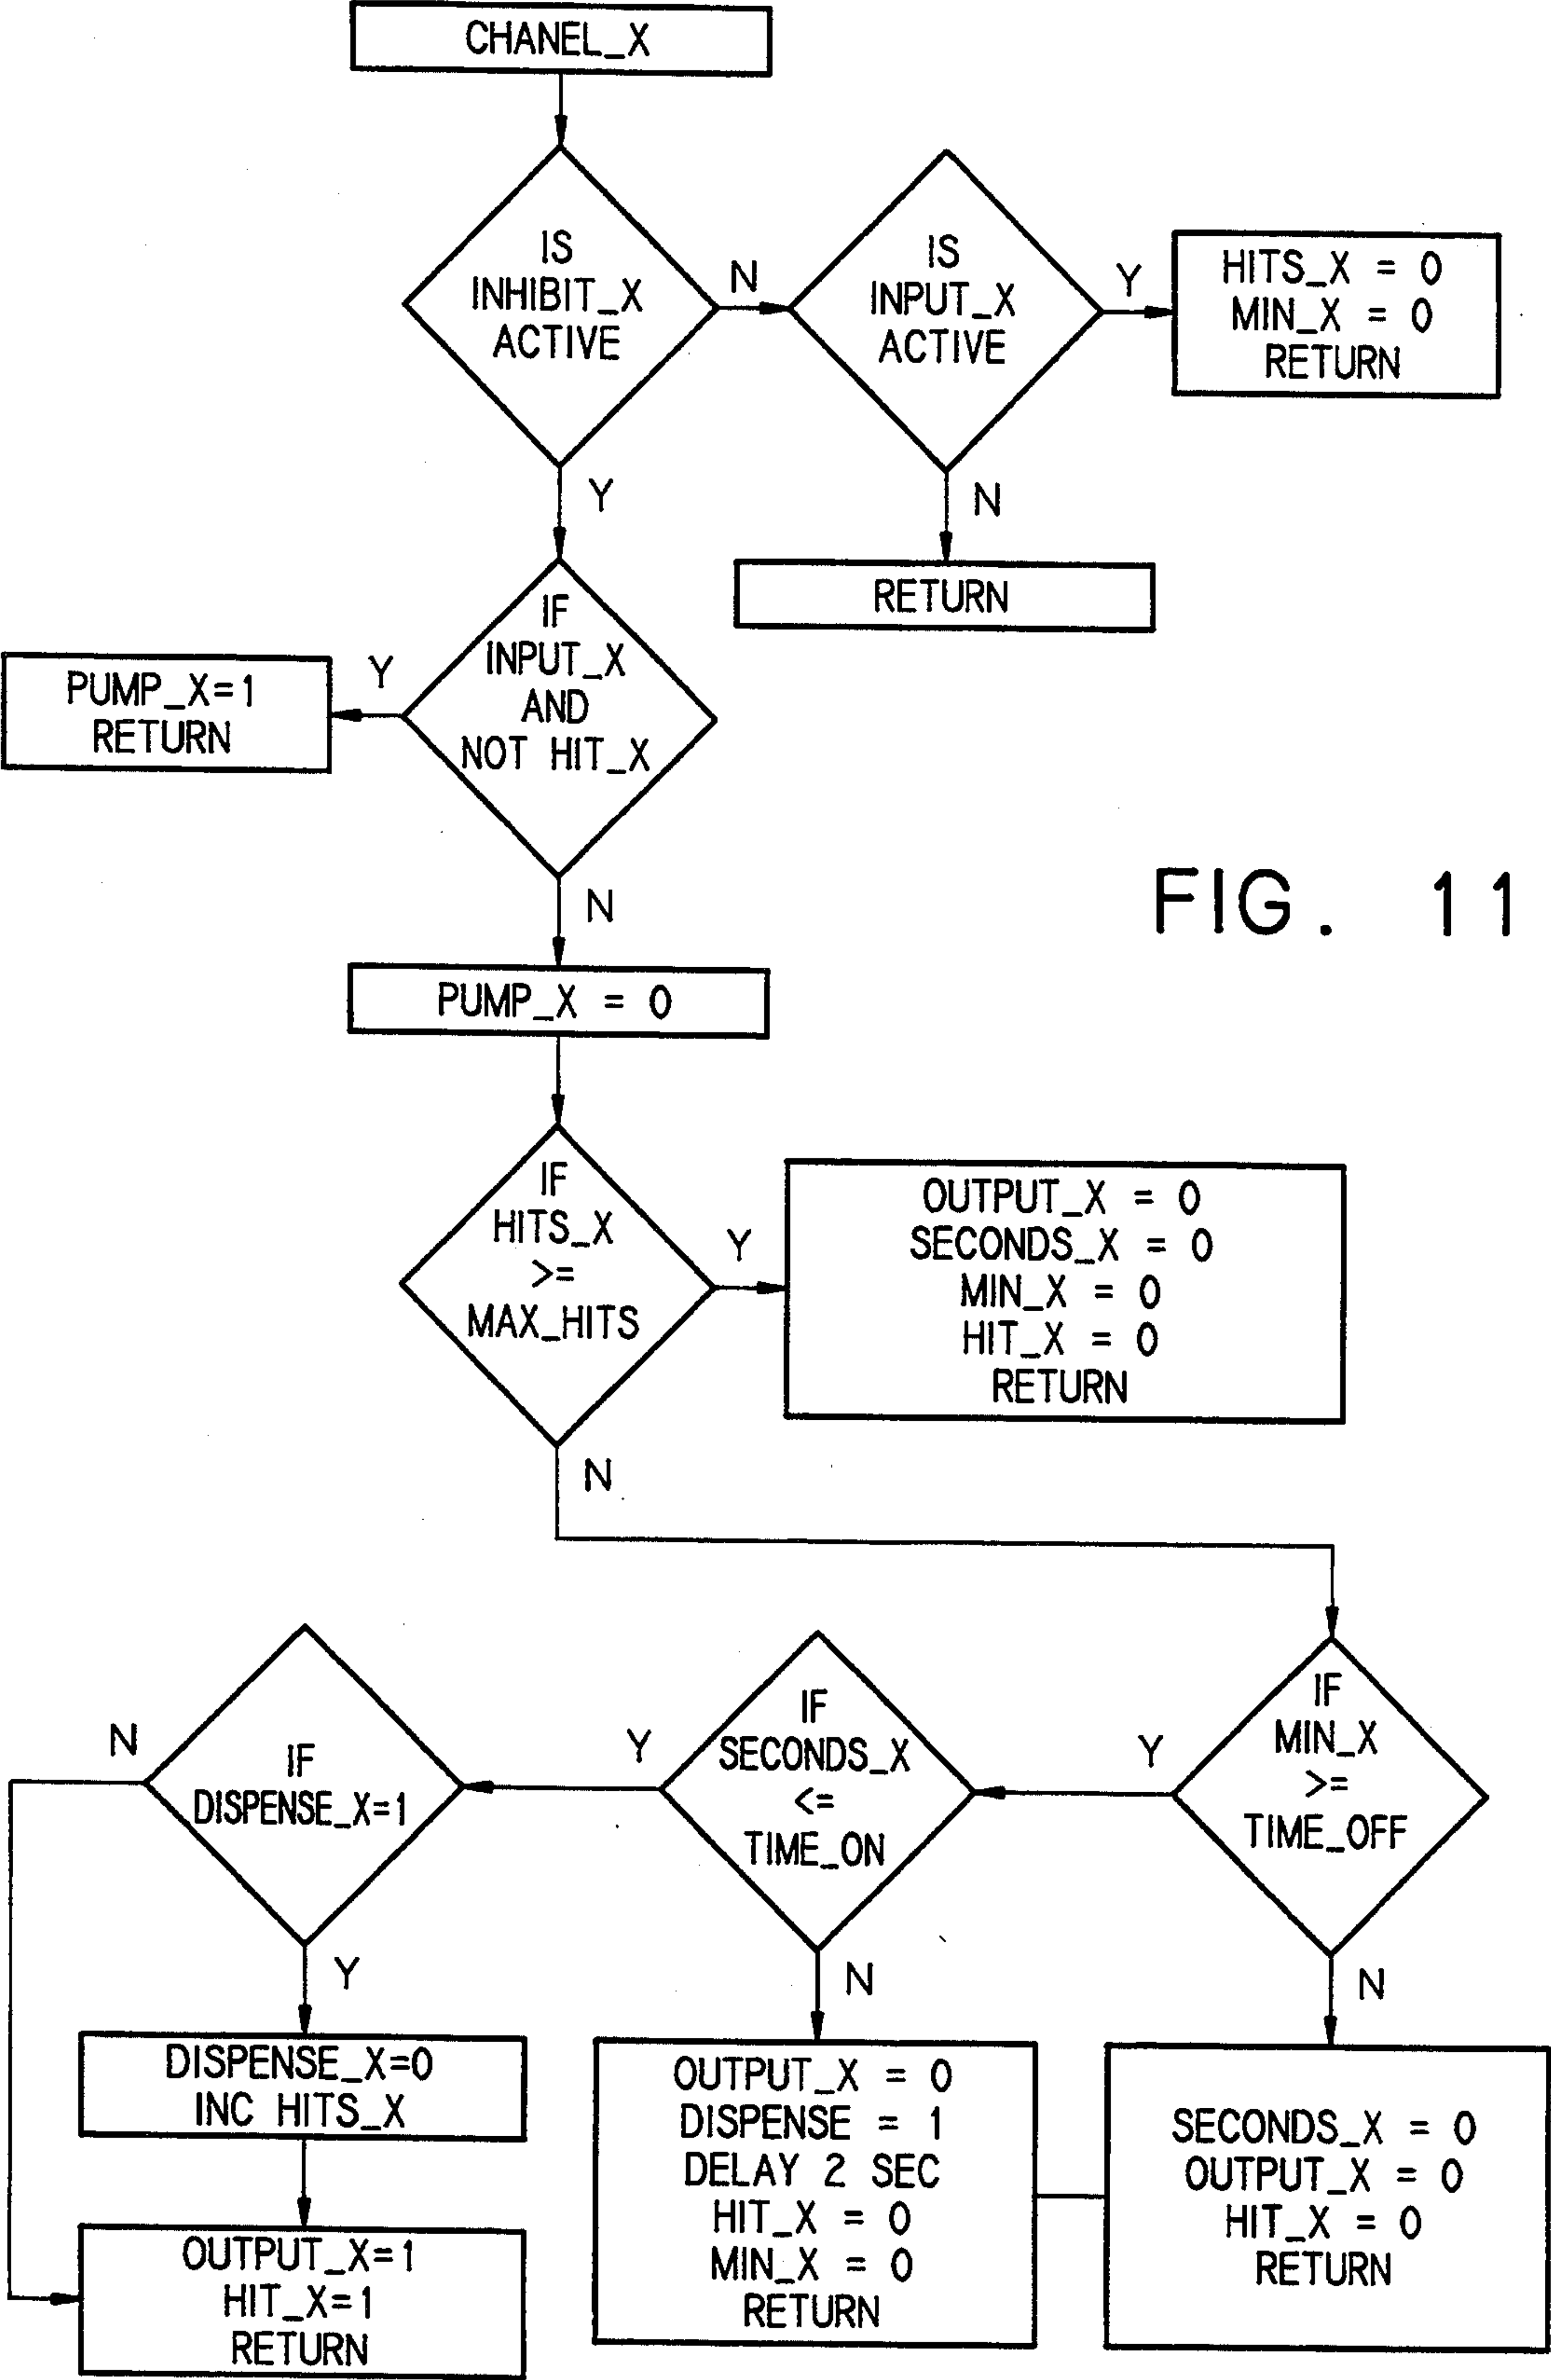 CHANEL_X
IS
INHIBIT_X
ACTIVE
N
IS
INPUT_X
ACTIVE
Y
HITS_X = 0
MIN_X = 0
RETURN
Y
N
RETURN
IF
INPUT_X
AND
NOT HIT_X
Y
PUMP_X=1
RETURN
N
FIG. 11
PUMP_X = 0
IF
HITS_X
>=
MAX_HITS
Y
OUTPUT_X = 0
SECONDS_X = 0
MIN_X = 0
HIT_X = 0
RETURN
N
IF
MIN_X
>=
TIME_OFF
Y
N
IF
SECONDS_X
<=
TIME_ON
Y
N
IF
DISPENSE_X=1
N
Y
DISPENSE_X=0
INC HITS_X
OUTPUT_X=1
HIT_X=1
RETURN
OUTPUT_X = 0
DISPENSE = 1
DELAY 2 SEC
HIT_X = 0
MIN_X = 0
RETURN
SECONDS_X = 0
OUTPUT_X = 0
HIT_X = 0
RETURN